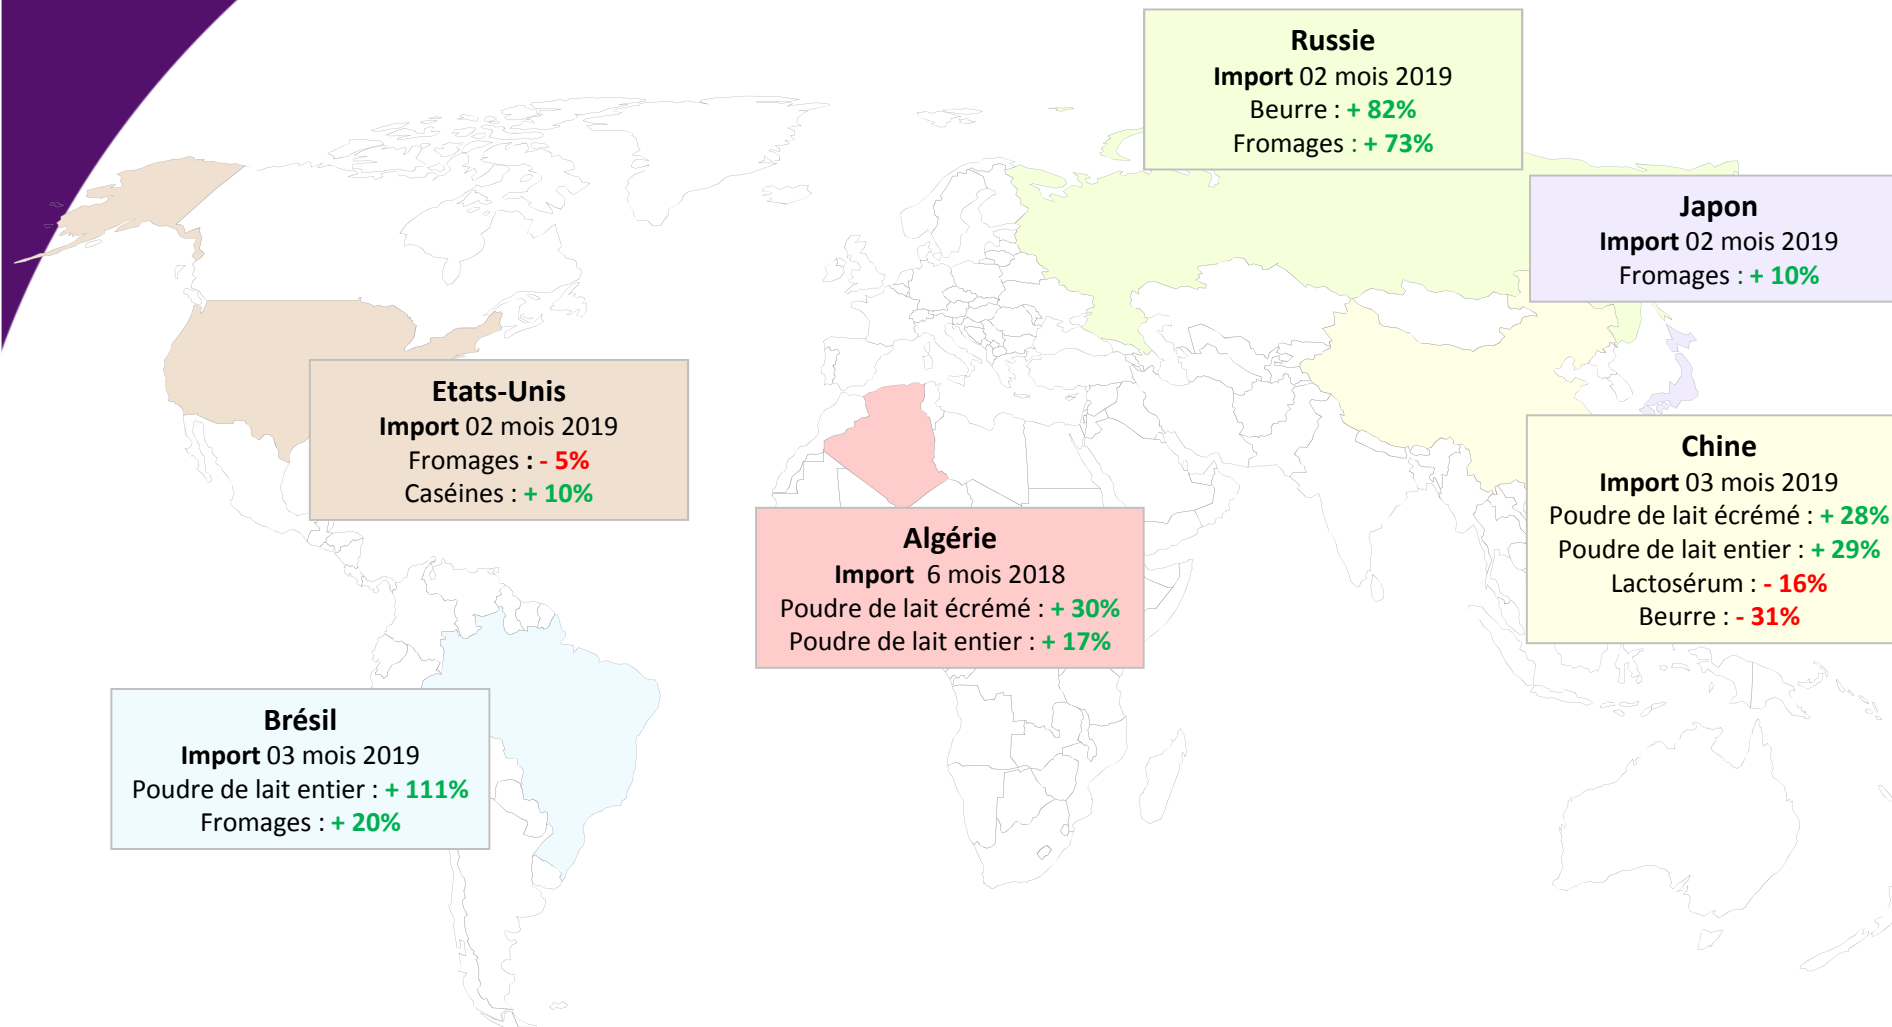 Russie
Import 02 mois 2019
Beurre : + 82%
Fromages : + 73%
Japon
Import 02 mois 2019
Fromages : + 10%
Etats-Unis
Import 02 mois 2019
Fromages : - 5%
Caséines : + 10%
Chine
Import 03 mois 2019
Poudre de lait écrémé : + 28%
Poudre de lait entier : + 29%
Lactosérum : - 16%
Beurre : - 31%
Algérie
Import 6 mois 2018
Poudre de lait écrémé : + 30%
Poudre de lait entier : + 17%
Brésil
Import 03 mois 2019
Poudre de lait entier : + 111%
Fromages : + 20%